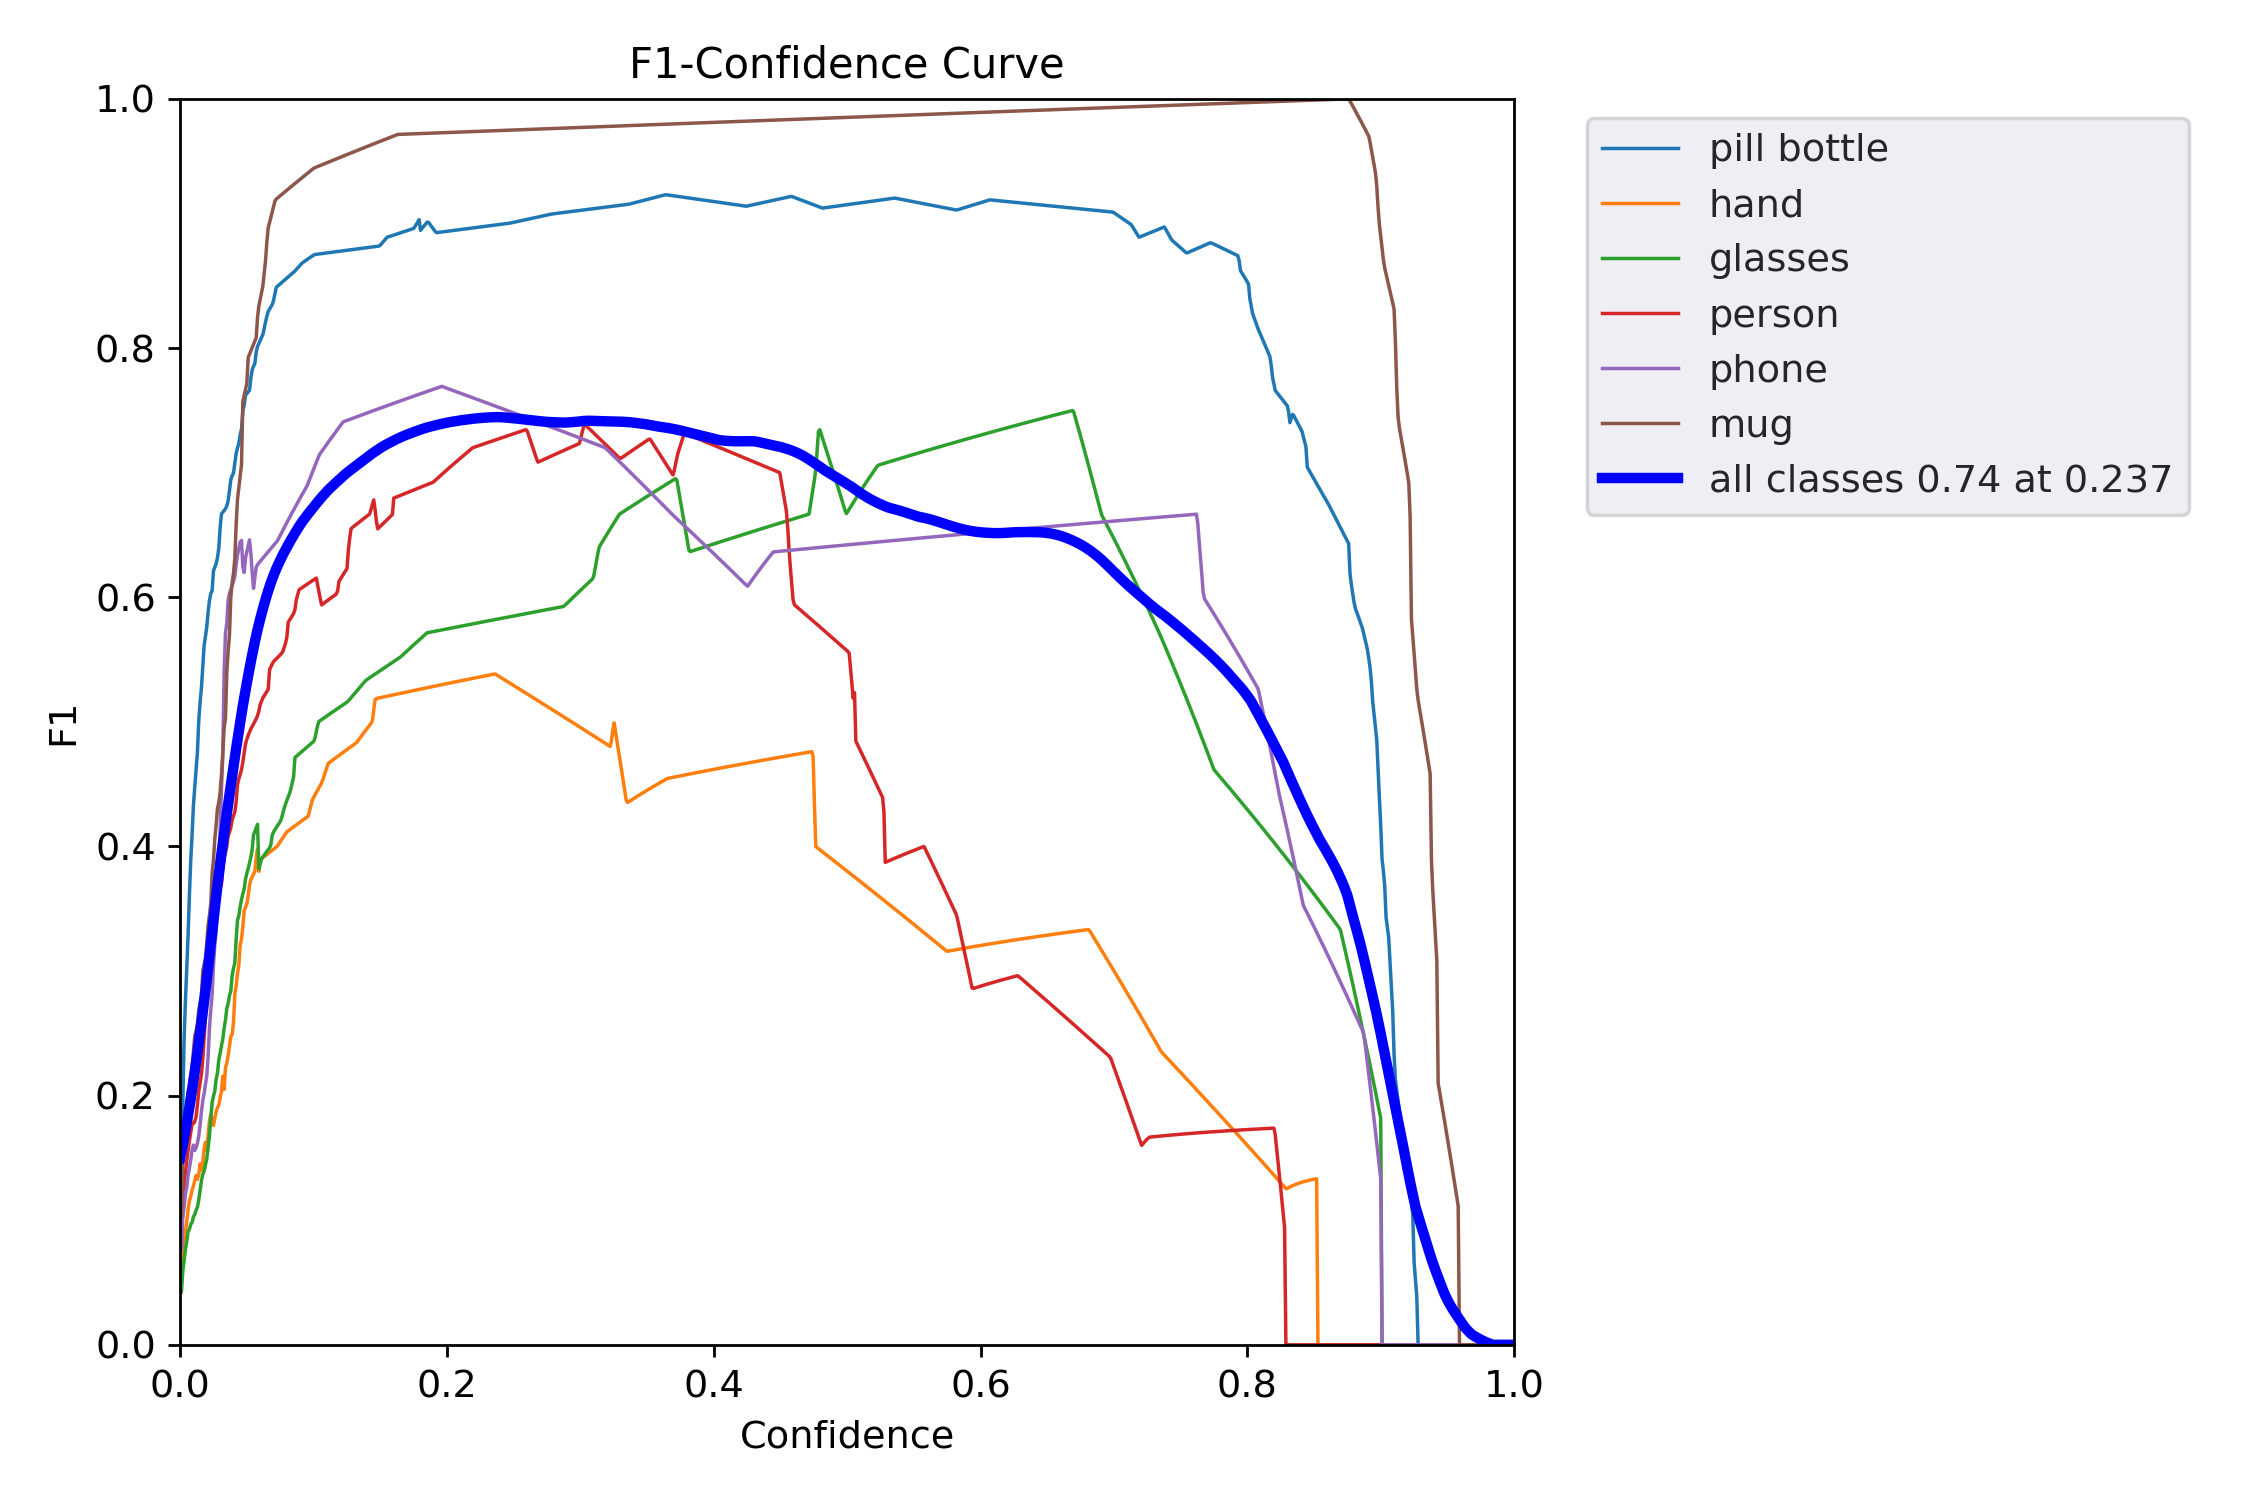 F1-Confidence Curve
1.0
0.8
0.6
0.4
0.2
0.0
F1
0.0 0.2 0.4 0.6 0.8 1.0
Confidence
pill bottle
hand
glasses
person
phone
mug
all classes 0.74 at 0.237